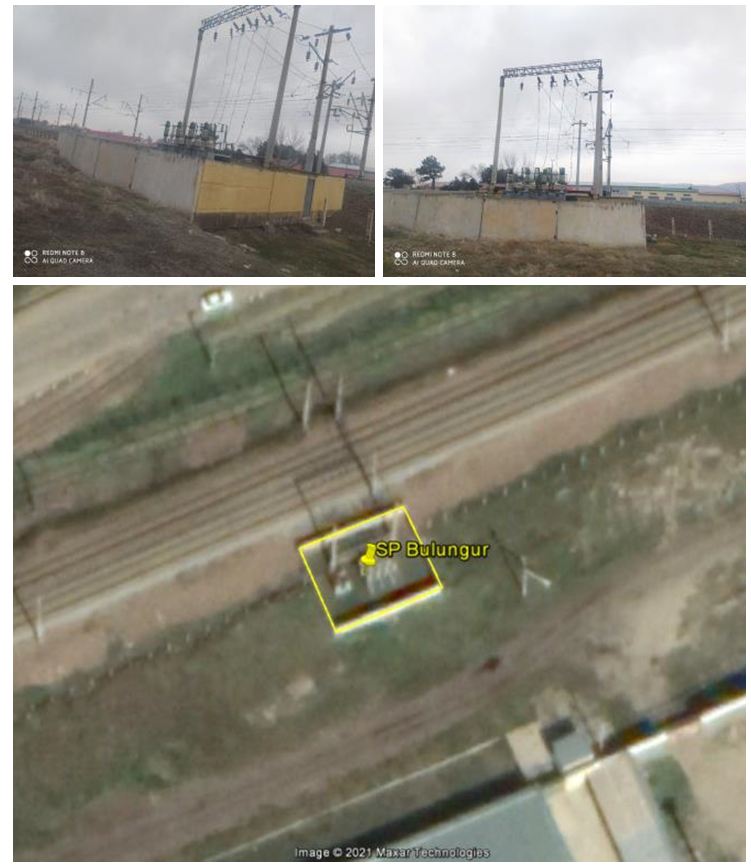 REDMI NOTE 8
AI QUAD CAMERA
REDMI NOTE 8
AI QUAD CAMERA
SP Bulungur
Image © 2021 Maxar Technologies